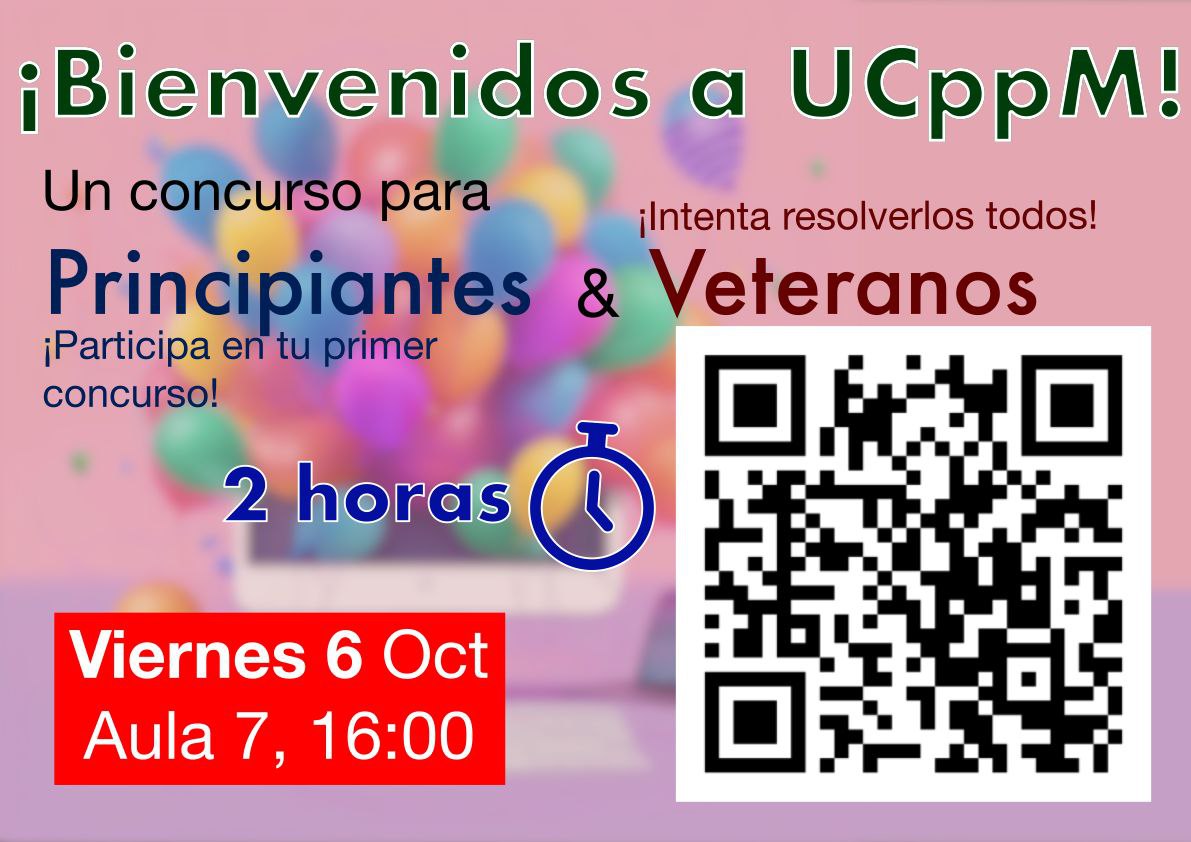 ¡Bienvenidos a UCppM!
Un concurso para
¡Intenta resolverlos todos!
Principiantes & Veteranos
¡Participa en tu primer
concurso!
2 horas
Viernes 6 Oct
Aula 7, 16:00